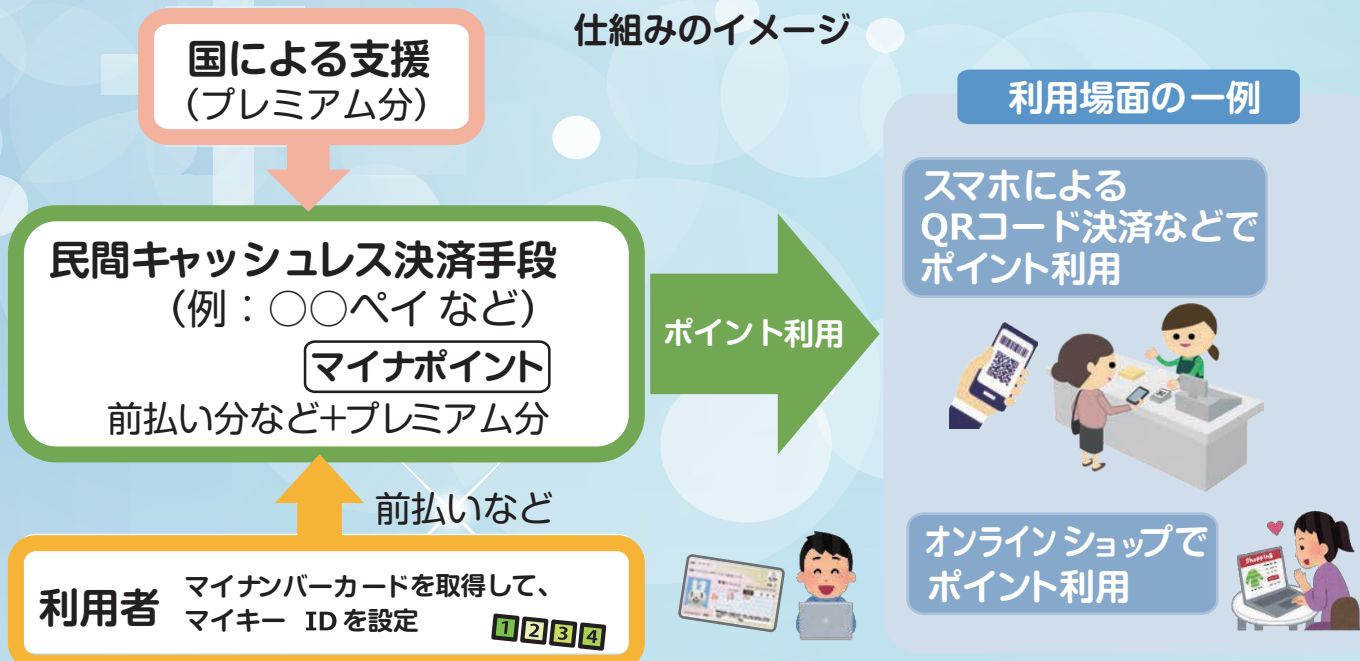 仕組みのイメージ
国による支援
(プレミアム分)
民間キャッシュレス決済手段
(例：○○ペイ など)
マイナポイント
前払い分など+プレミアム分
前払いなど
利用者
マイナンバーカードを取得して、
マイキー IDを設定
1 2 3 4
ポイント利用
利用場面の一例
スマホによる
QRコード決済などで
ポイント利用
オンラインショップで
ポイント利用
Shopping